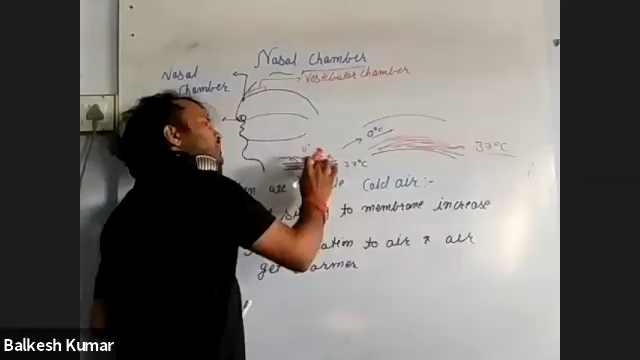 Nasal Chamber
Vestibular Chamber
Nasal
Chamber
0°
37°C
0°C
37°C
Cold air:-
to membrane increase
to air & air
get warmer
Balkesh Kumar